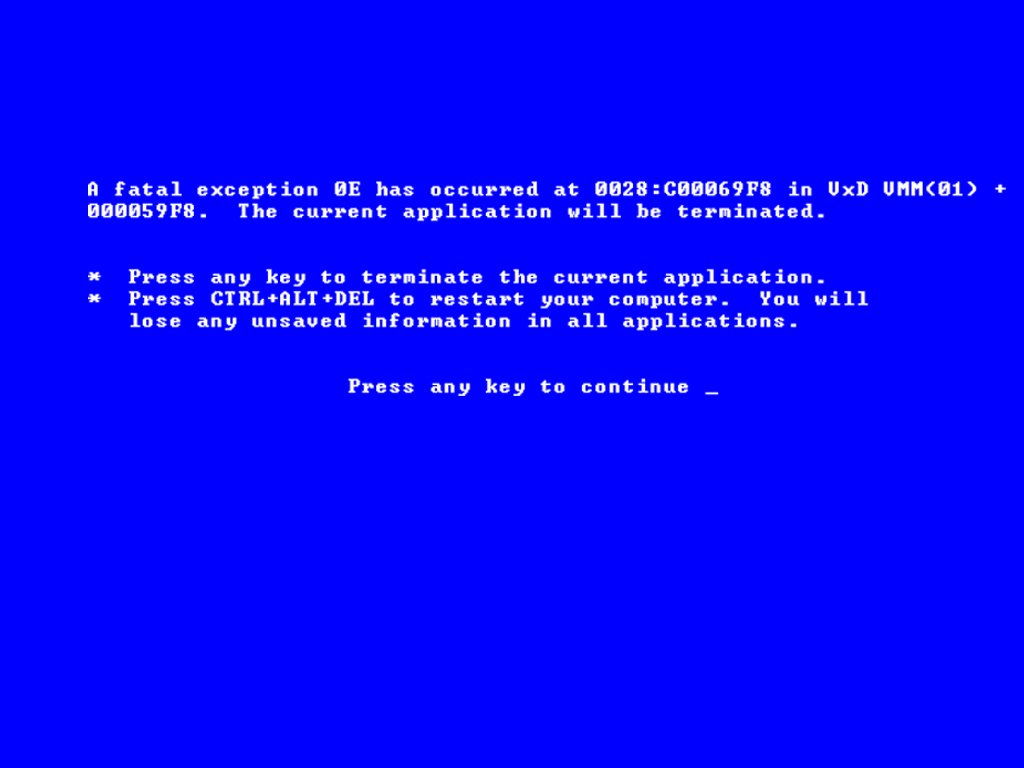 A fatal exception 0E has occurred at 0028:C00069F8 in VxD VMM(01) +
000059F8.  The current application will be terminated.
*  Press any key to terminate the current application.
*  Press CTRL+ALT+DEL to restart your computer.  You will
lose any unsaved information in all applications.
Press any key to continue _